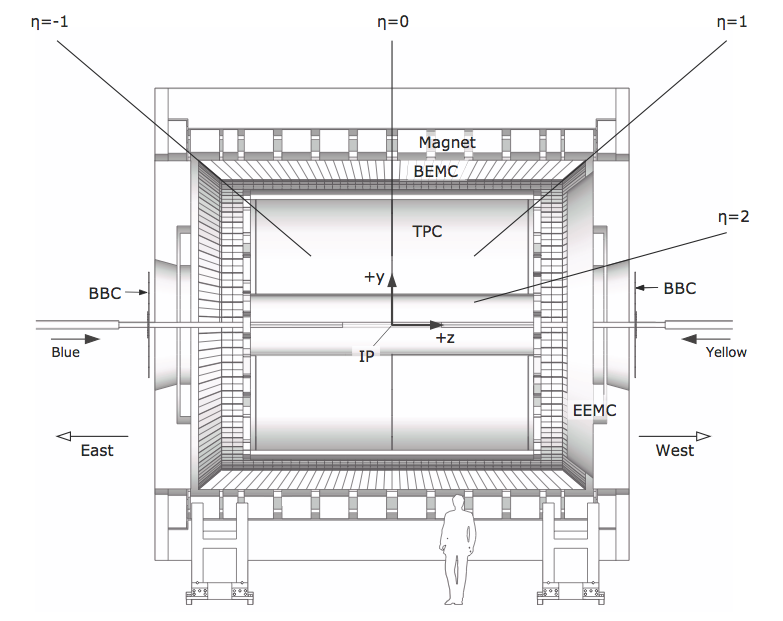 η=-1
η=0
η=1
Magnet
BEMC
η=2
TPC
+y
BBC
BBC
+z
Blue
IP
Yellow
EEMC
East
West